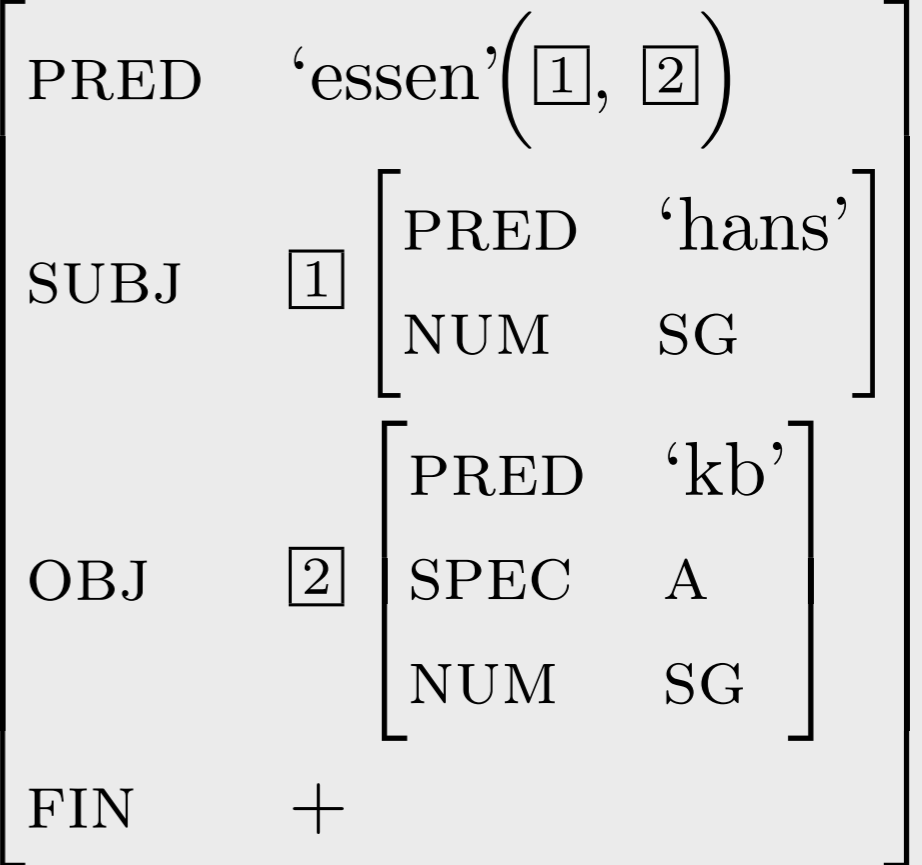 PRED ‘essen’(1, 2)
SUBJ 1 PRED ‘hans’
NUM SG
OBJ 2 PRED ‘kb’
SPEC A
NUM SG
FIN +